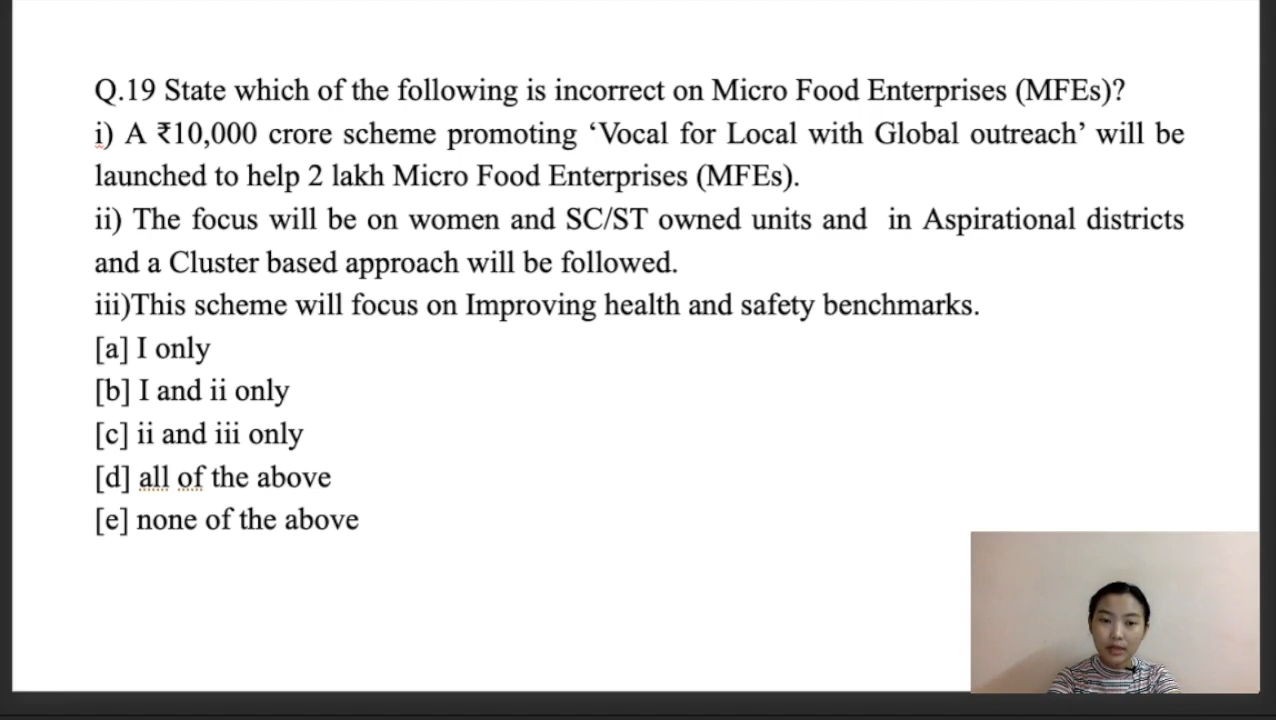 Q.19 State which of the following is incorrect on Micro Food Enterprises (MFEs)?
i) A ₹10,000 crore scheme promoting ‘Vocal for Local with Global outreach’ will be
launched to help 2 lakh Micro Food Enterprises (MFEs).
ii) The focus will be on women and SC/ST owned units and in Aspirational districts
and a Cluster based approach will be followed.
iii)This scheme will focus on Improving health and safety benchmarks.
[a] I only
[b] I and ii only
[c] ii and iii only
[d] all of the above
[e] none of the above